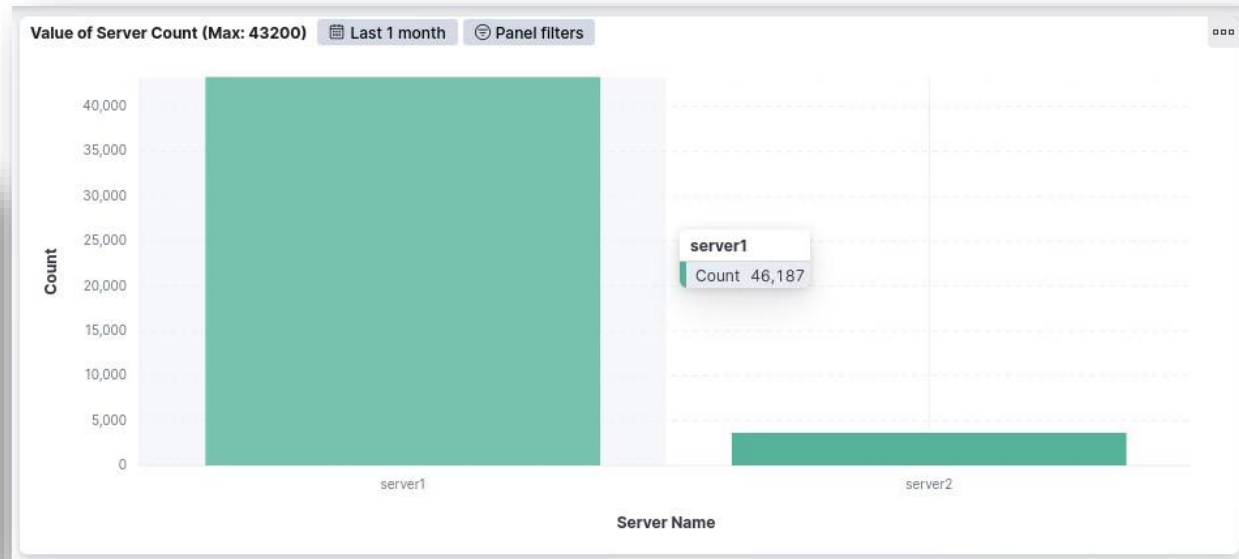 Value of Server Count (Max: 43200) Last 1 month Panel filters
40,000
35,000
30,000
25,000
20,000
15,000
10,000
5,000
0
Count
server1
Count 46,187
server1 server2
Server Name